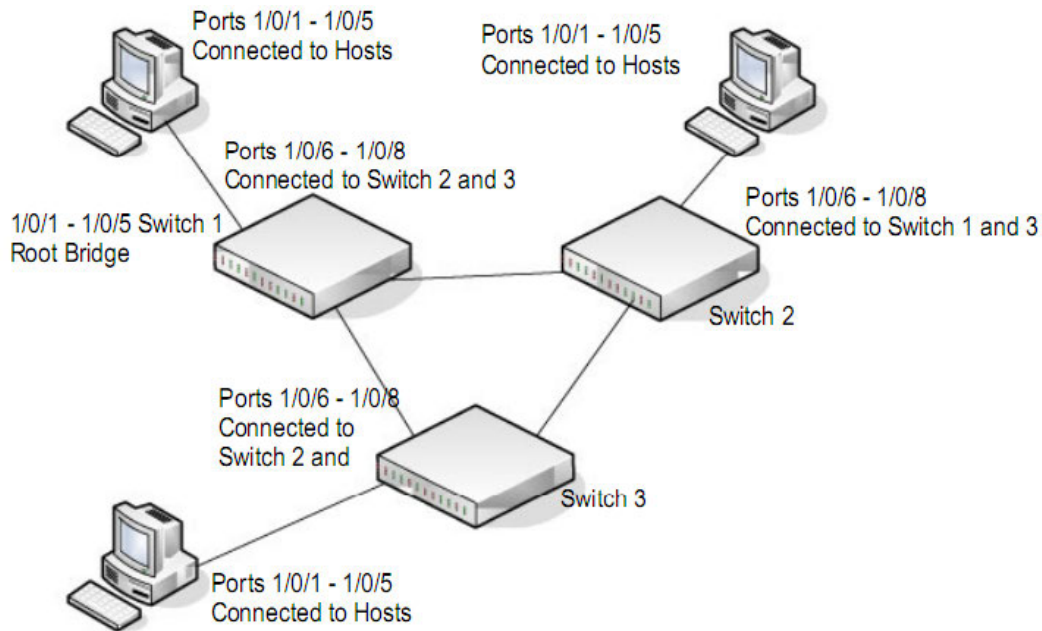 Ports 1/0/1 - 1/0/5
Connected to Hosts
Ports 1/0/1 - 1/0/5
Connected to Hosts
Ports 1/0/6 - 1/0/8
Connected to Switch 2 and 3
Ports 1/0/6 - 1/0/8
Connected to Switch 1 and 3
1/0/1 - 1/0/5 Switch 1
Root Bridge
Switch 2
Ports 1/0/6 - 1/0/8
Connected to
Switch 2 and
Switch 3
Ports 1/0/1 - 1/0/5
Connected to Hosts